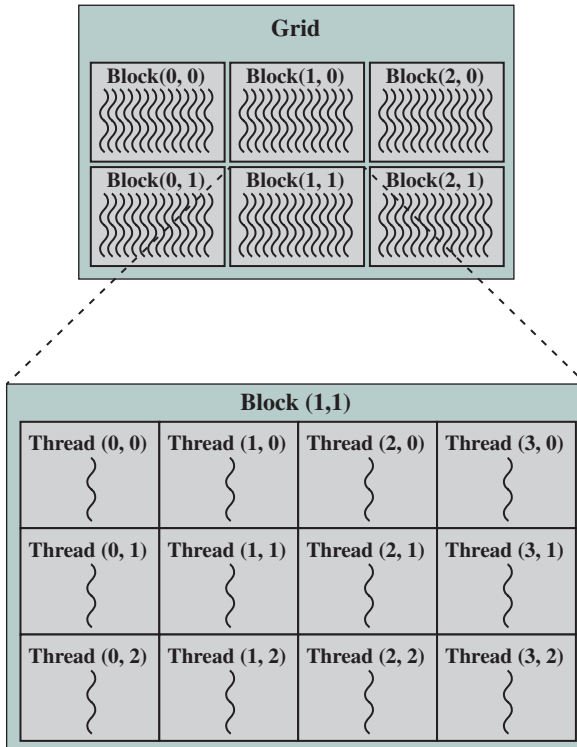 Grid
Block(0, 0) Block(1, 0) Block(2, 0)
Block(0, 1) Block(1, 1) Block(2, 1)
Block (1,1)
Thread (0, 0) Thread (1, 0) Thread (2, 0) Thread (3, 0)
Thread (0, 1) Thread (1, 1) Thread (2, 1) Thread (3, 1)
Thread (0, 2) Thread (1, 2) Thread (2, 2) Thread (3, 2)